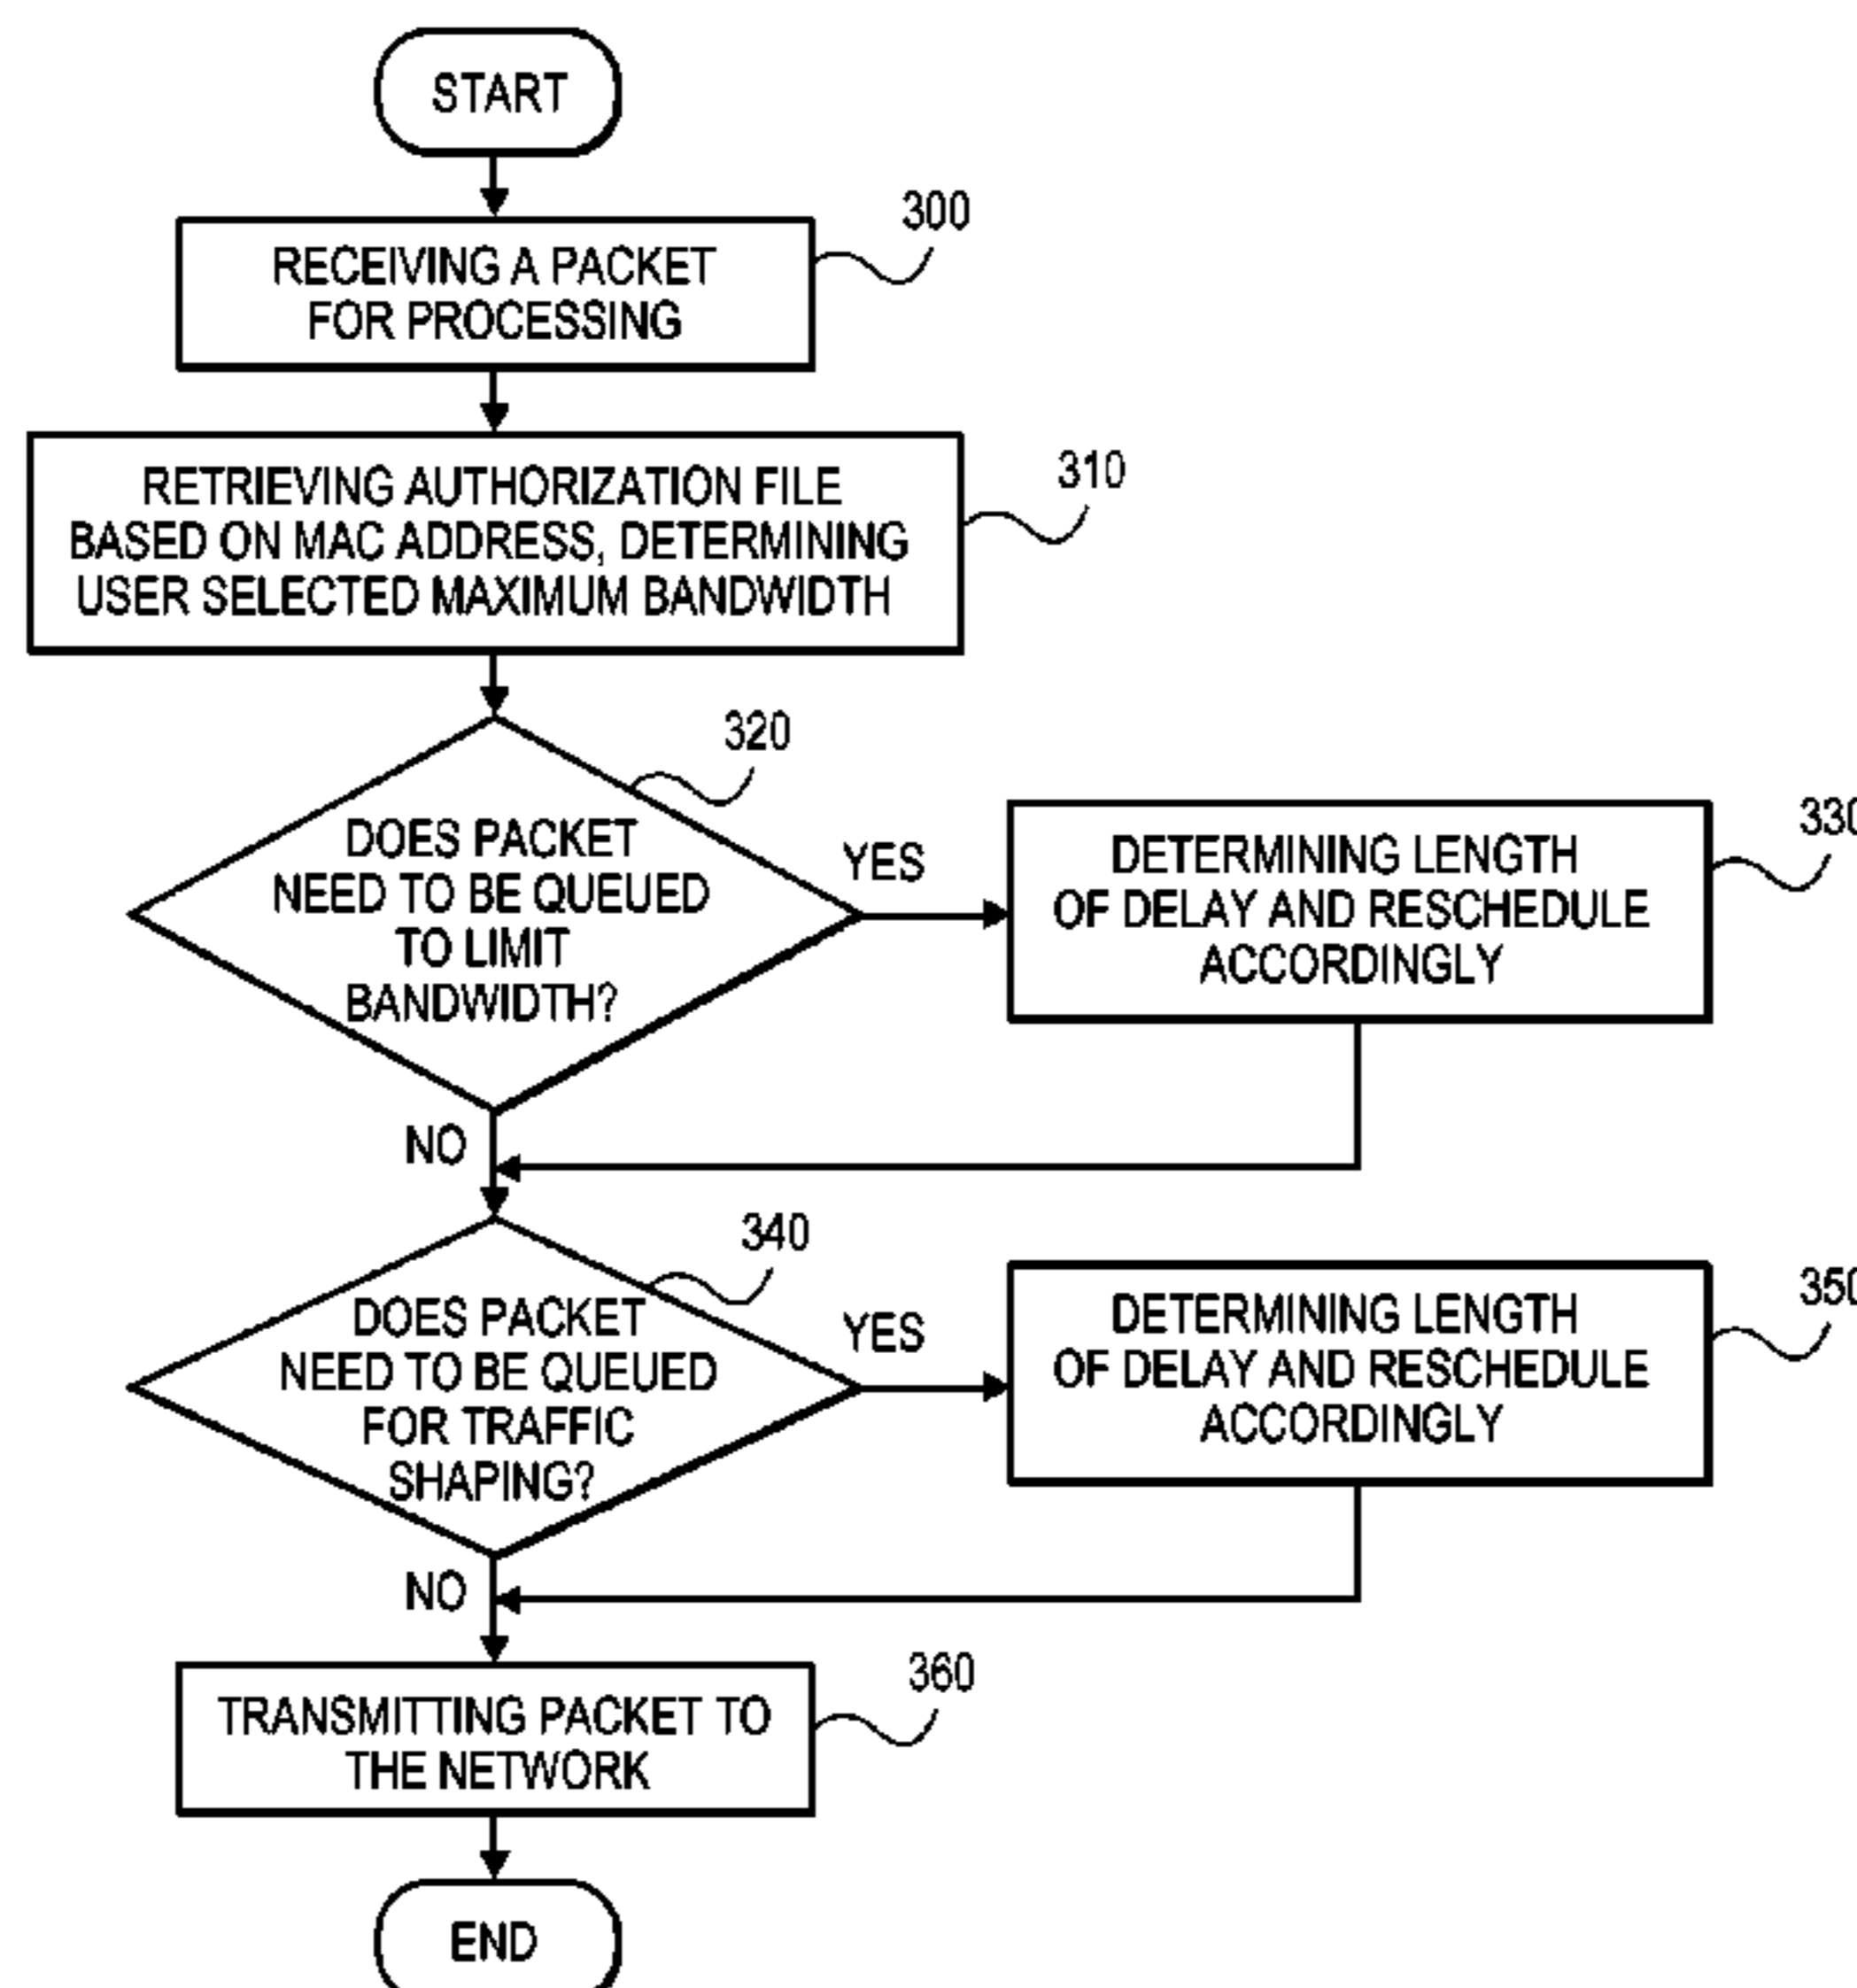 START
300
RECEIVING A PACKET
FOR PROCESSING
310
RETRIEVING AUTHORIZATION FILE
BASED ON MAC ADDRESS, DETERMINING
USER SELECTED MAXIMUM BANDWIDTH
320
DOES PACKET
NEED TO BE QUEUED
TO LIMIT
BANDWIDTH?
YES
330
DETERMINING LENGTH
OF DELAY AND RESCHEDULE
ACCORDINGLY
NO
340
DOES PACKET
NEED TO BE QUEUED
FOR TRAFFIC
SHAPING?
YES
350
DETERMINING LENGTH
OF DELAY AND RESCHEDULE
ACCORDINGLY
NO
360
TRANSMITTING PACKET TO
THE NETWORK
END